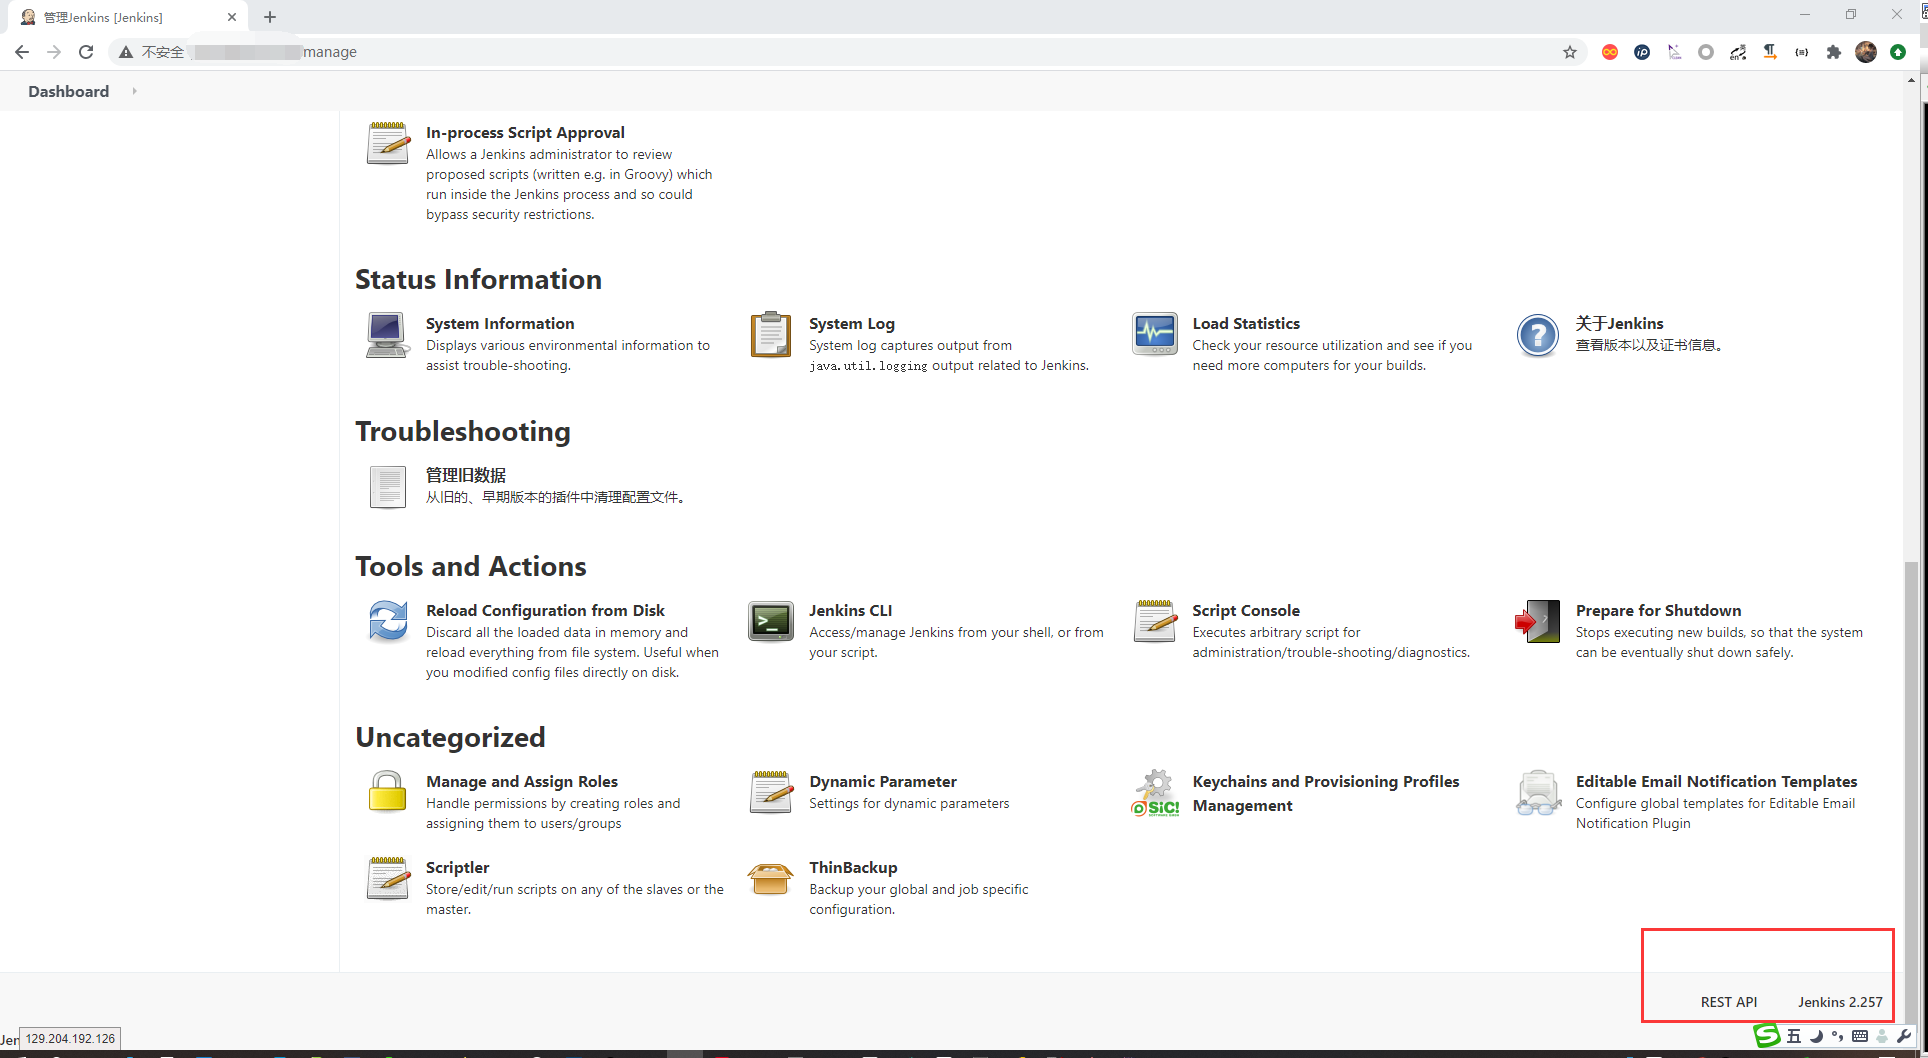 管理Jenkins [Jenkins]
不安全
manage
Dashboard
In-process Script Approval
Allows a Jenkins administrator to review
proposed scripts (written e.g. in Groovy) which
run inside the Jenkins process and so could
bypass security restrictions.
Status Information
System Information
Displays various environmental information to
assist trouble-shooting.
System Log
System log captures output from
java.util.logging output related to Jenkins.
Load Statistics
Check your resource utilization and see if you
need more computers for your builds.
关于Jenkins
查看版本以及证书信息。
Troubleshooting
管理旧数据
从旧的、早期版本的插件中清理配置文件。
Tools and Actions
Reload Configuration from Disk
Discard all the loaded data in memory and
reload everything from file system. Useful when
you modified config files directly on disk.
Jenkins CLI
Access/manage Jenkins from your shell, or from
your script.
Script Console
Executes arbitrary script for
administration/trouble-shooting/diagnostics.
Prepare for Shutdown
Stops executing new builds, so that the system
can be eventually shut down safely.
Uncategorized
Manage and Assign Roles
Handle permissions by creating roles and
assigning them to users/groups
Dynamic Parameter
Settings for dynamic parameters
Keychains and Provisioning Profiles
Management
Editable Email Notification Templates
Configure global templates for Editable Email
Notification Plugin
Scriptler
Store/edit/run scripts on any of the slaves or the
master.
ThinBackup
Backup your global and job specific
configuration.
REST API
Jenkins 2.257
Jen
129.204.192.126
五